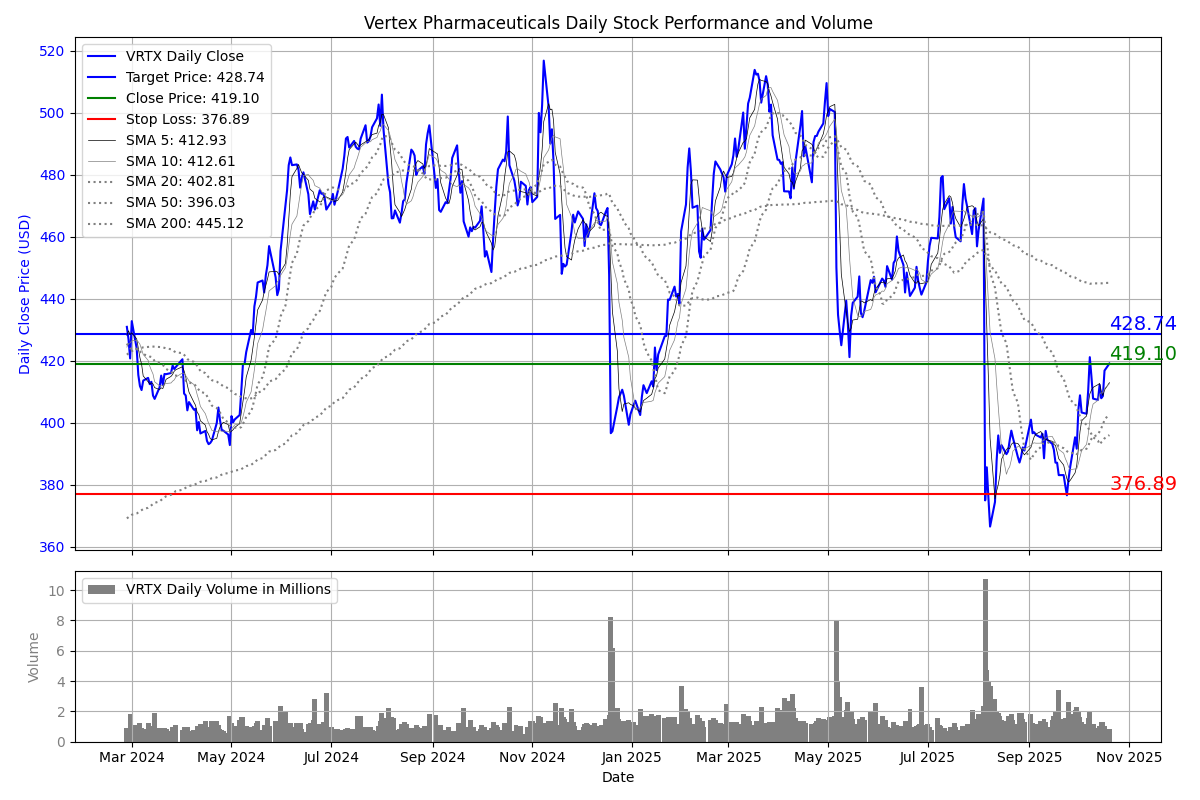 Vertex Pharmaceuticals Daily Stock Performance and Volume
VRTX Daily Close
Target Price: 428.74
Close Price: 419.10
Stop Loss: 376.89
SMA 5: 412.93
SMA 10: 412.61
SMA 20: 402.81
SMA 50: 396.03
SMA 200: 445.12
Daily Close Price (USD)
520
500
480
460
440
420
400
380
360
428.74
419.10
376.89
VRTX Daily Volume in Millions
Volume
10
8
6
4
2
0
Mar 2024
May 2024
Jul 2024
Sep 2024
Nov 2024
Jan 2025
Mar 2025
May 2025
Jul 2025
Sep 2025
Nov 2025
Date